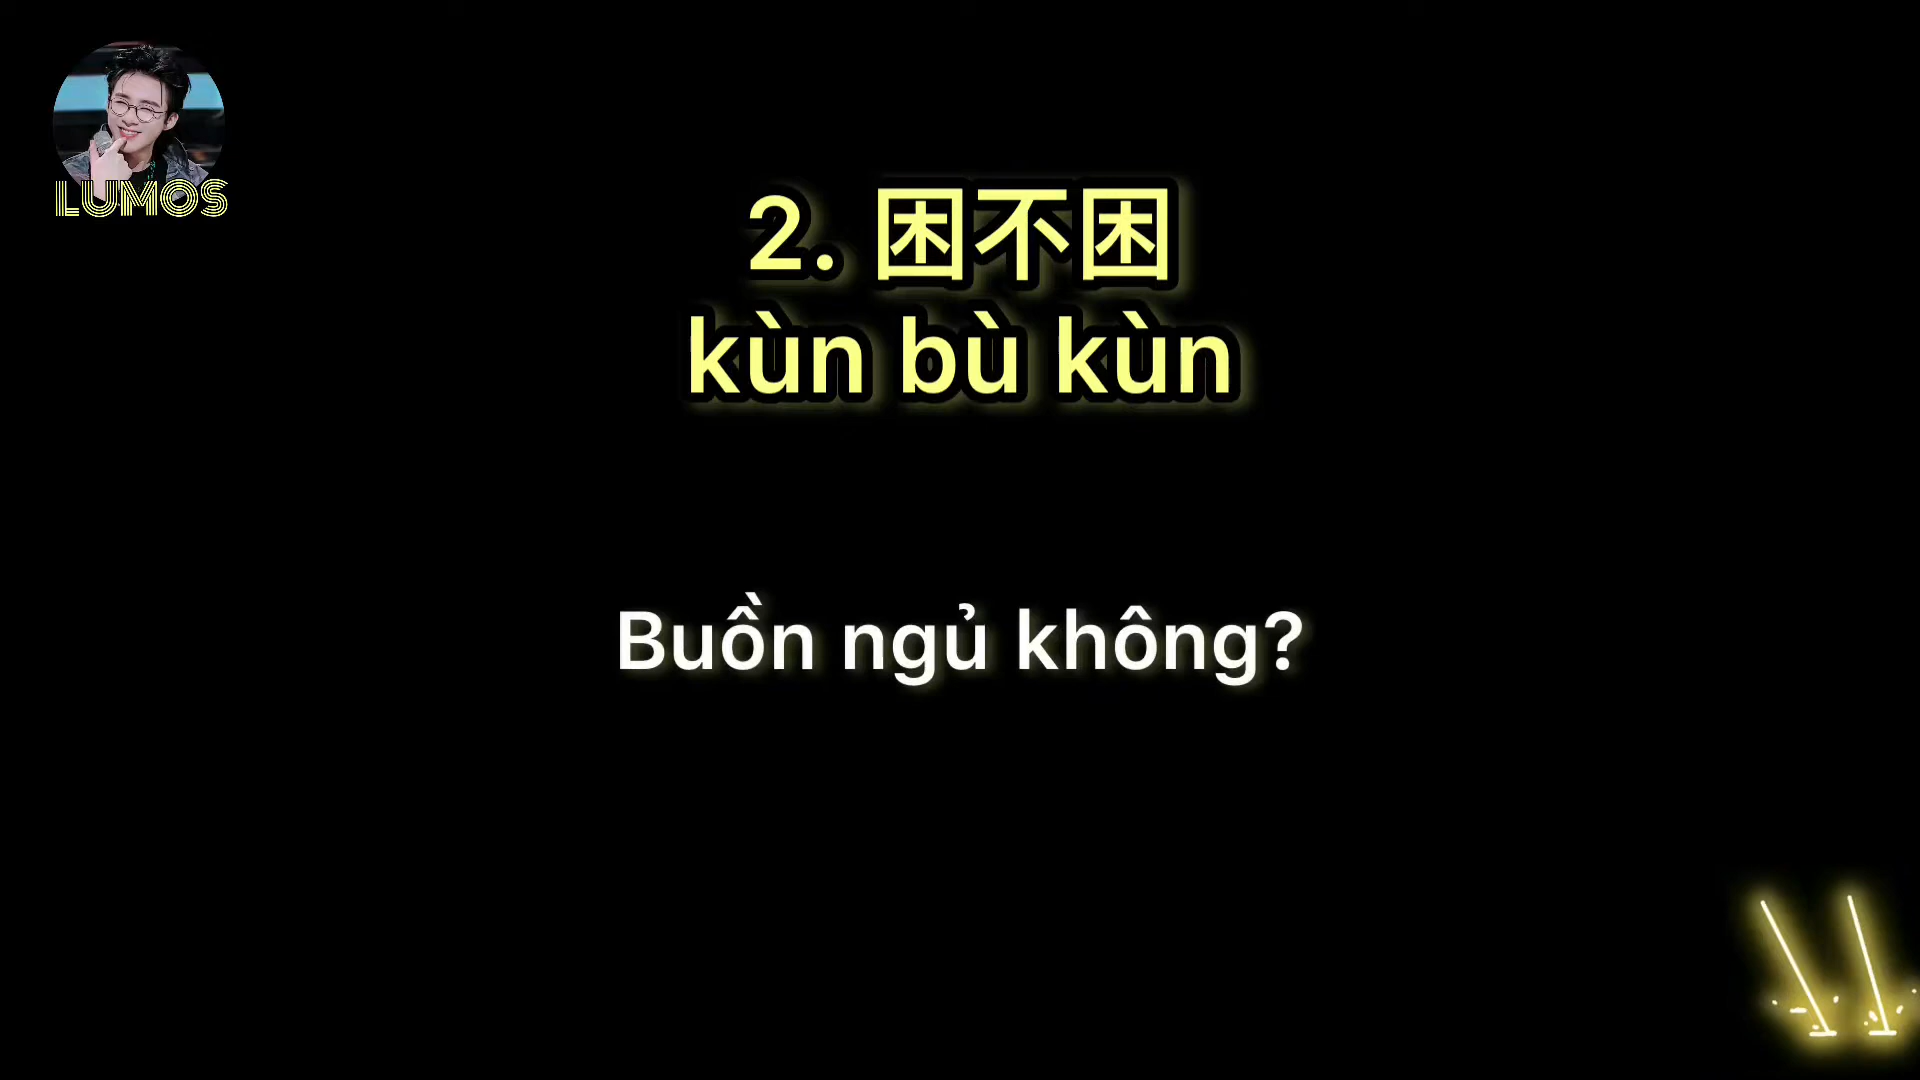 LUMOS
2. 困不困
kùn bù kùn
Buồn ngủ không?